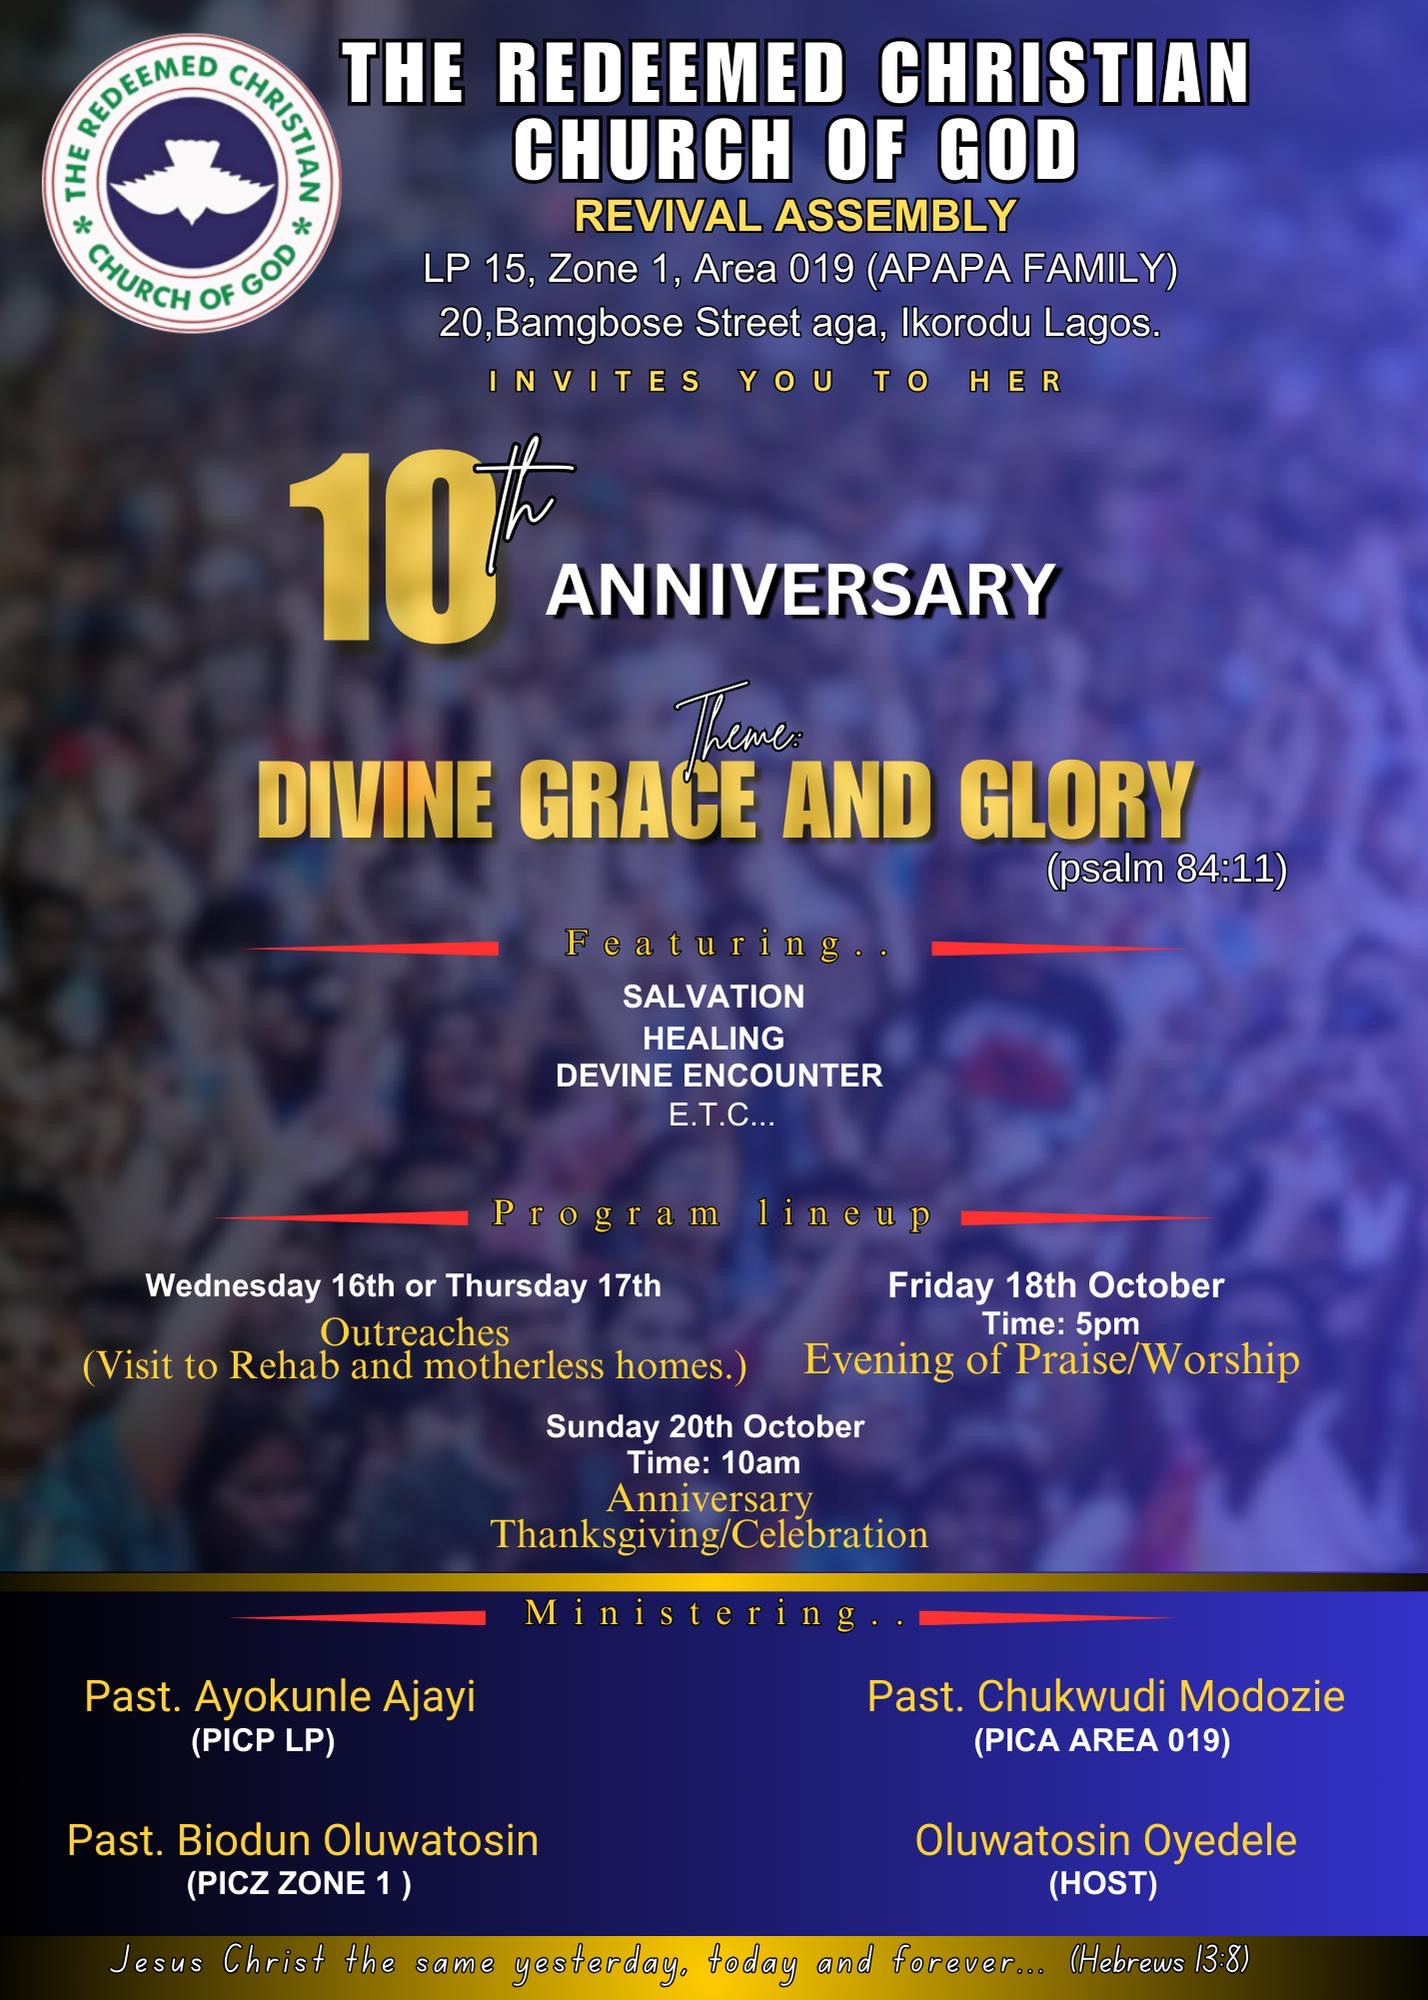 THE REDEEMED CHRISTIAN
CHURCH OF GOD
THE REDEEMED CHRISTIAN
CHURCH OF GOD
REVIVAL ASSEMBLY
LP 15, Zone 1, Area 019 (APAPA FAMILY)
20,Bamgbose Street aga, Ikorodu Lagos.
INVITES YOU TO HER
10th
ANNIVERSARY
Theme:
DIVINE GRACE AND GLORY
(psalm 84:11)
Featuring..
SALVATION
HEALING
DEVINE ENCOUNTER
E.T.C...
Program lineup
Wednesday 16th or Thursday 17th
Outreaches
(Visit to Rehab and motherless homes.)
Friday 18th October
Time: 5pm
Evening of Praise/Worship
Sunday 20th October
Time: 10am
Anniversary
Thanksgiving/Celebration
Ministering..
Past. Ayokunle Ajayi
(PICP LP)
Past. Chukwudi Modozie
(PICA AREA 019)
Past. Biodun Oluwatosin
(PICZ ZONE 1 )
Oluwatosin Oyedele
(HOST)
Jesus Christ the same yesterday, today and forever... (Hebrews 13:8)